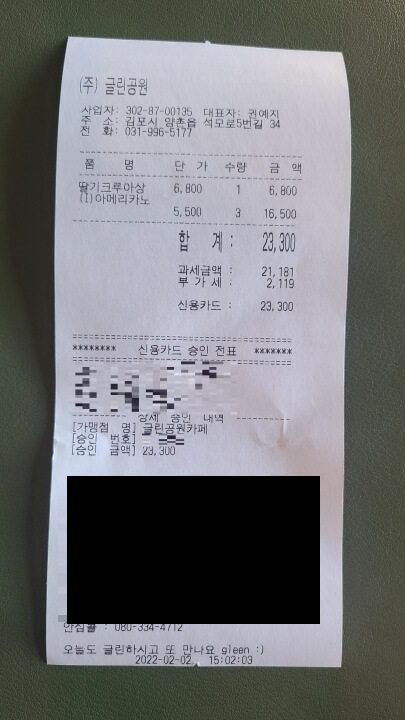 (주) 글린공원
사업자: 302-87-00135 대표자: 권예지
주 소: 김포시 양촌읍 석모로5번길 34
전 화: 031-996-5177
품 명 단 가 수량 금 액
딸기크루아상 6,800 1 6,800
(1)아메리카노
5,500 3 16,500
합 계 : 23,300
과세금액 : 21,181
부 가 세 : 2,119
신용카드 : 23,300
******** 신용카드 승인 전표 *******
상세 승인 내역
[가맹점 명] 글린공원카페
[승인 번호]
[승인 금액] 23,300
안심콜 : 080-334-4712
오늘도 글린하시고 또 만나요 gleen :)
2022-02-02, 15:02:03